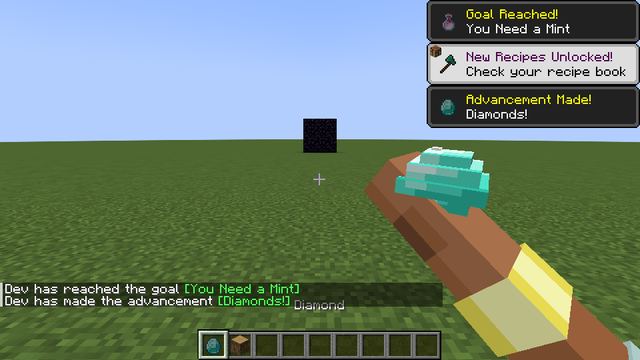 Goal Reached!
You Need a Mint
New Recipes Unlocked!
Check your recipe book
Advancement Made!
Diamonds!
Dev has reached the goal [You Need a Mint]
Dev has made the advancement [Diamonds!]
Diamond